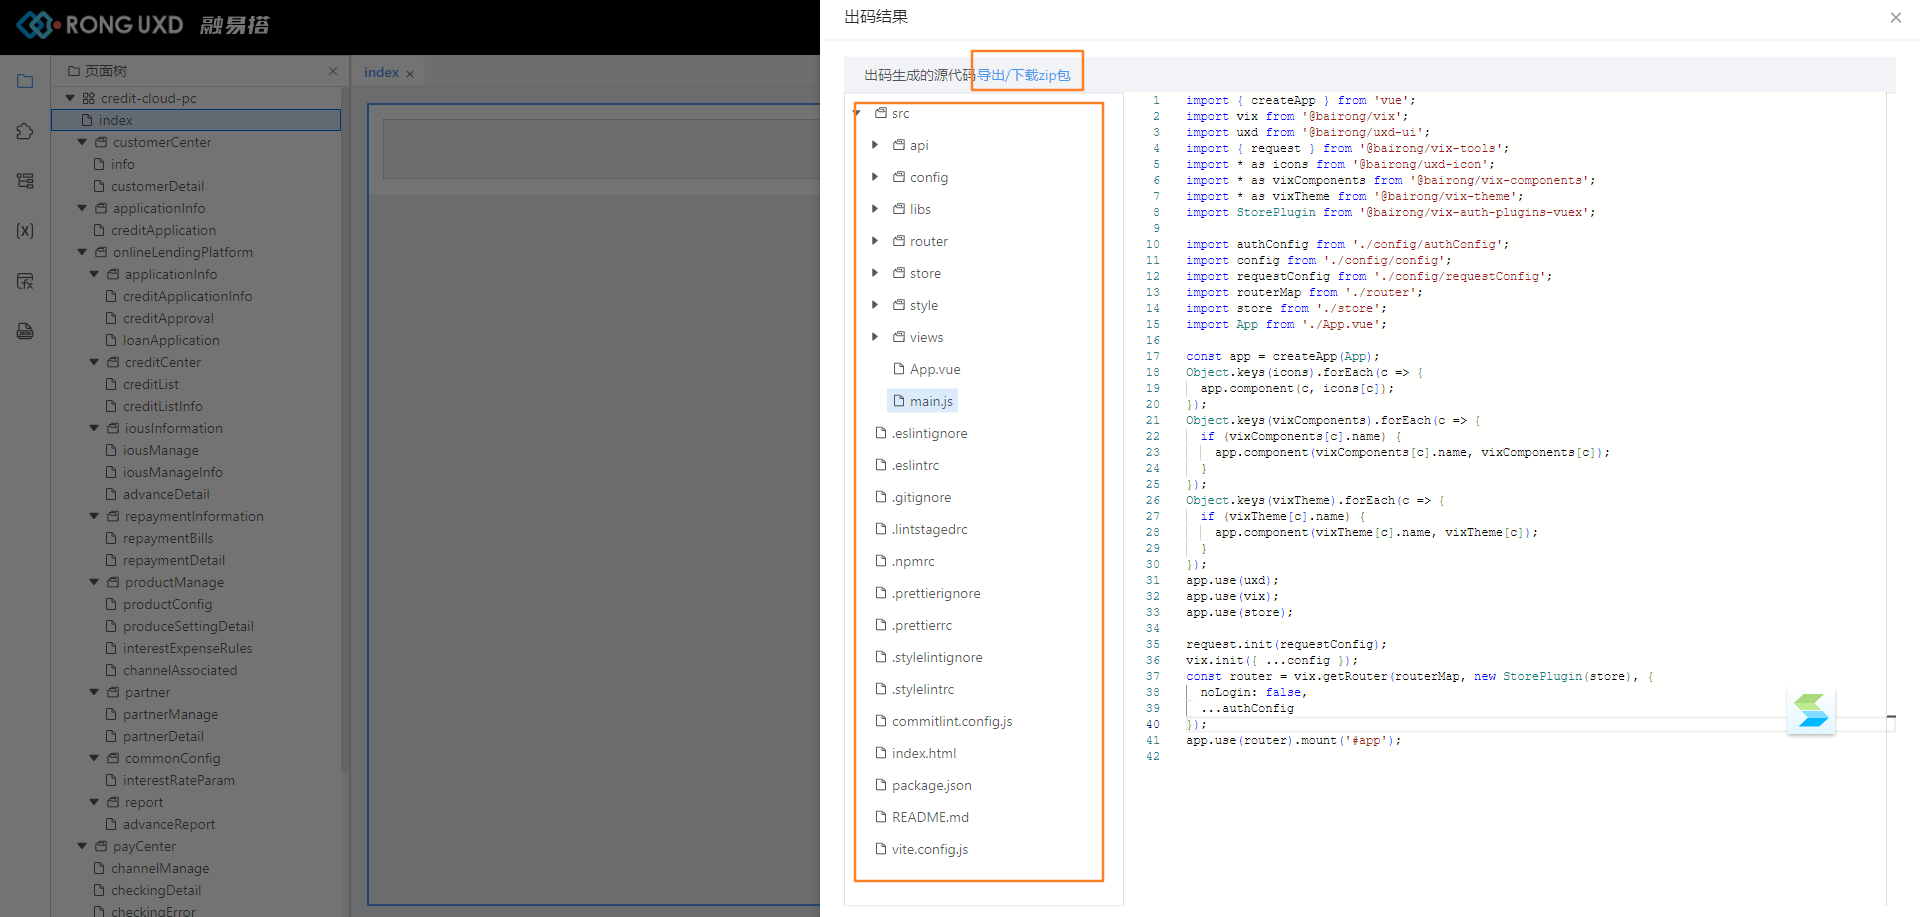 RONG UXD 融易搭
页面树
credit-cloud-pc
index
customerCenter
info
customerDetail
applicationInfo
creditApplication
onlineLendingPlatform
applicationInfo
creditApplicationInfo
creditApproval
loanApplication
creditCenter
creditList
creditListInfo
iousInformation
iousManage
iousManageInfo
advanceDetail
repaymentInformation
repaymentBills
repaymentDetail
productManage
productConfig
produceSettingDetail
interestExpenseRules
channelAssociated
partner
partnerManage
partnerDetail
commonConfig
interestRateParam
report
advanceReport
payCenter
channelManage
checkingDetail
checkingError
index
出码结果
出码生成的源代码导出/下载zip包
src
api
config
libs
router
store
style
views
App.vue
main.js
.eslintignore
.eslintrc
.gitignore
.lintstagedrc
.npmrc
.prettierignore
.prettierrc
.stylelintignore
.stylelintrc
commitlint.config.js
index.html
package.json
README.md
vite.config.js
1 import { createApp } from 'vue';
2 import vix from '@bairong/vix';
3 import uxd from '@bairong/uxd-ui';
4 import { request } from '@bairong/vix-tools';
5 import * as icons from '@bairong/uxd-icon';
6 import * as vixComponents from '@bairong/vix-components';
7 import * as vixTheme from '@bairong/vix-theme';
8 import StorePlugin from '@bairong/vix-auth-plugins-vuex';
9
10 import authConfig from './config/authConfig';
11 import config from './config/config';
12 import requestConfig from './config/requestConfig';
13 import routerMap from './router';
14 import store from './store';
15 import App from './App.vue';
16
17 const app = createApp(App);
18 Object.keys(icons).forEach(c => {
19 app.component(c, icons[c]);
20 });
21 Object.keys(vixComponents).forEach(c => {
22 if (vixComponents[c].name) {
23 app.component(vixComponents[c].name, vixComponents[c]);
24 }
25 });
26 Object.keys(vixTheme).forEach(c => {
27 if (vixTheme[c].name) {
28 app.component(vixTheme[c].name, vixTheme[c]);
29 }
30 });
31 app.use(uxd);
32 app.use(vix);
33 app.use(store);
34
35 request.init(requestConfig);
36 vix.init({ ...config });
37 const router = vix.getRouter(routerMap, new StorePlugin(store), {
38 noLogin: false,
39 ...authConfig
40 });
41 app.use(router).mount('#app');
42